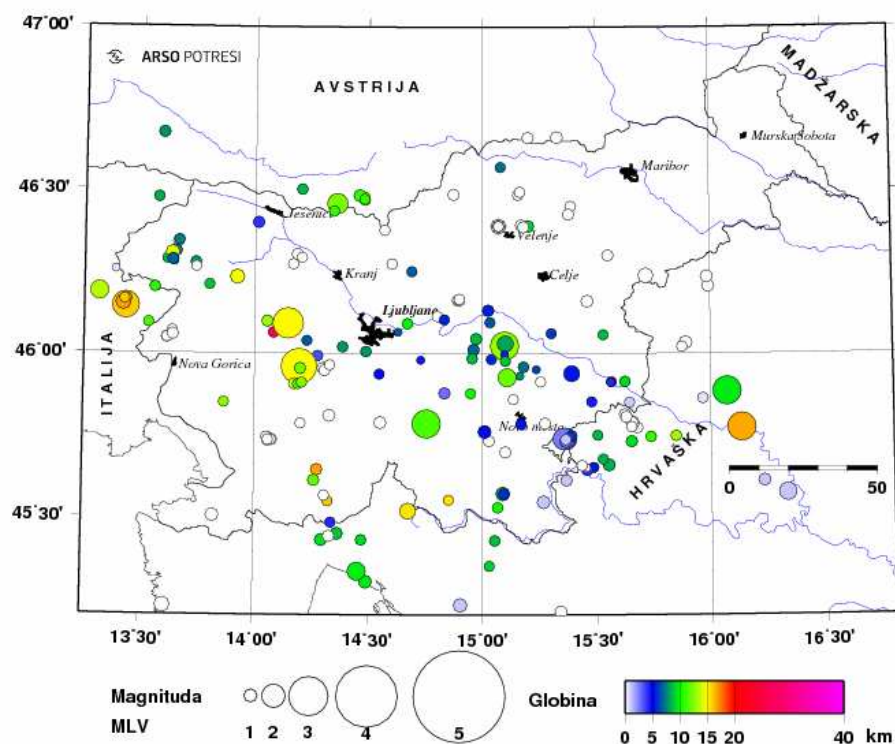 47°00'
ARSO POTRESI
AVSTRIJA
MADŽARSKA
Murska Sobota
Maribor
46°30'
Jesenice
Velenje
Kranj
Celje
Ljubljana
46°00'
Nova Gorica
ITALIJA
Novo mesto
HRVAŠKA
0 50
45°30'
13°30' 14°00' 14°30' 15°00' 15°30' 16°00' 16°30'
Magnituda
MLV
1 2 3 4 5
Globina
0 5 10 15 20 40 km